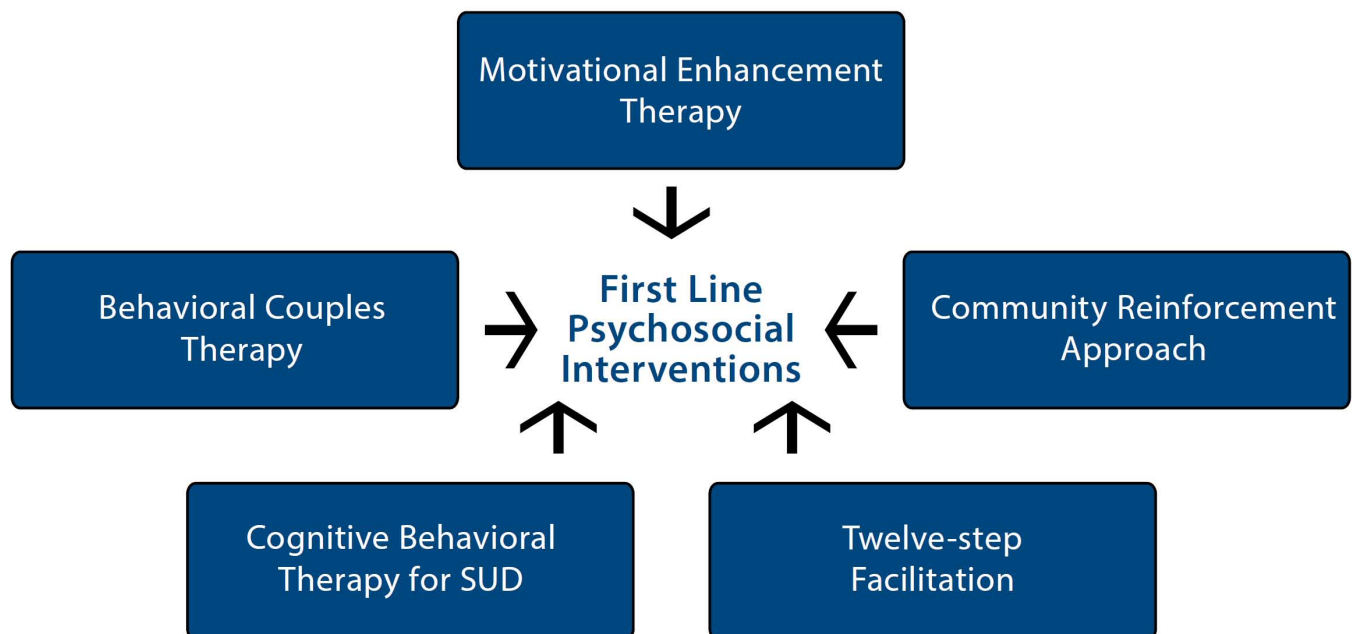 Motivational Enhancement
Therapy
Behavioral Couples
Therapy
First Line
Psychosocial
Interventions
Community Reinforcement
Approach
Cognitive Behavioral
Therapy for SUD
Twelve-step
Facilitation